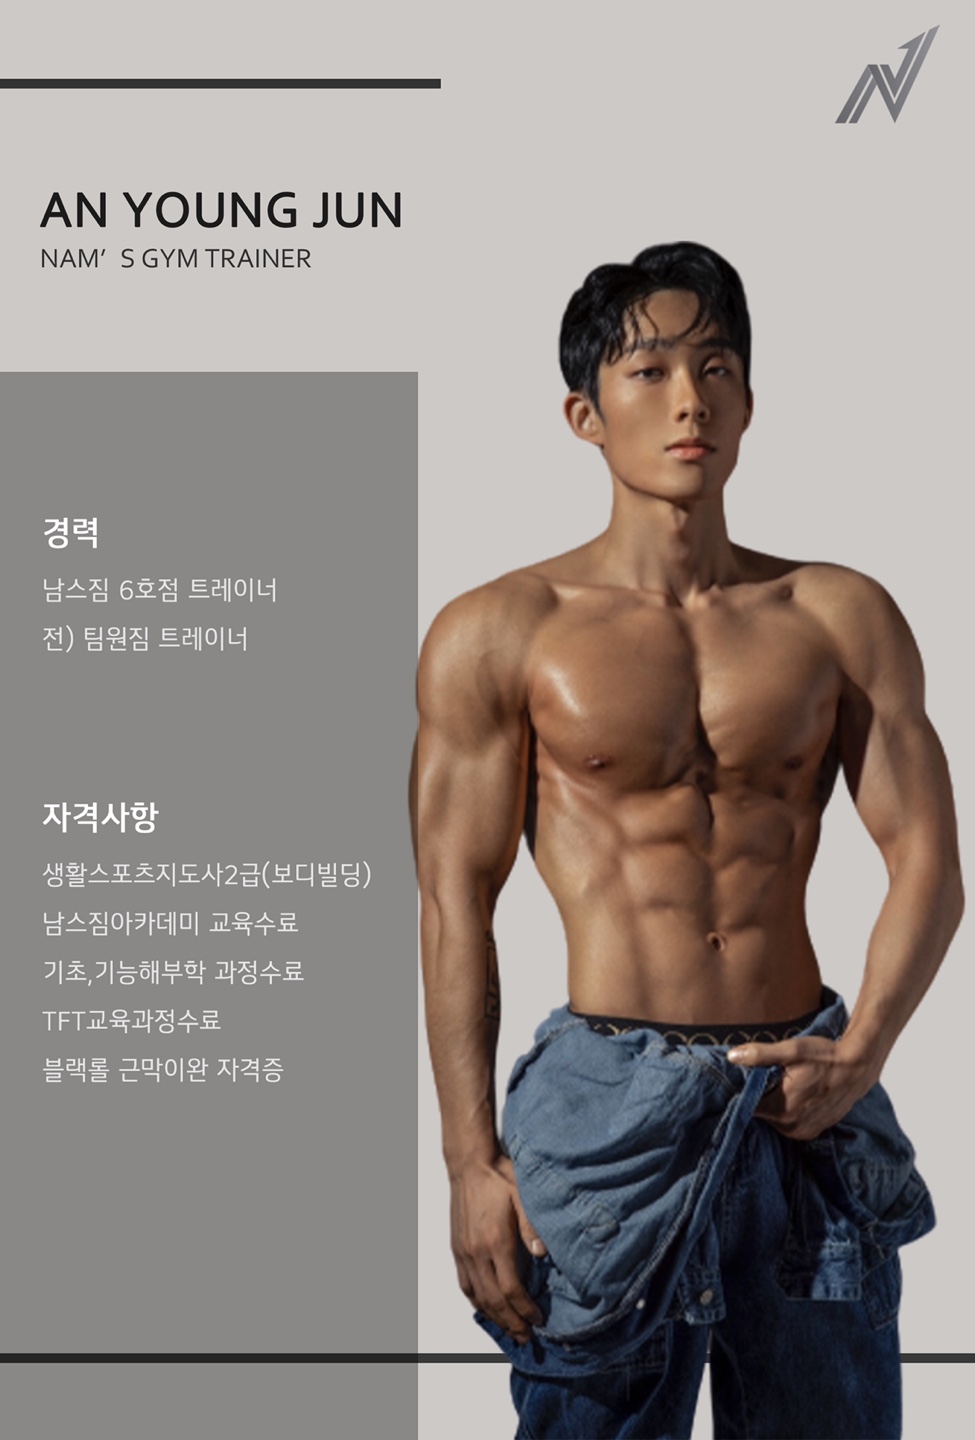 AN YOUNG JUN
NAM’S GYM TRAINER
경력
남스짐 6호점 트레이너
전) 팀원짐 트레이너
자격사항
생활스포츠지도사2급(보디빌딩)
남스짐아카데미 교육수료
기초,기능해부학 과정수료
TFT교육과정수료
블랙롤 근막이완 자격증